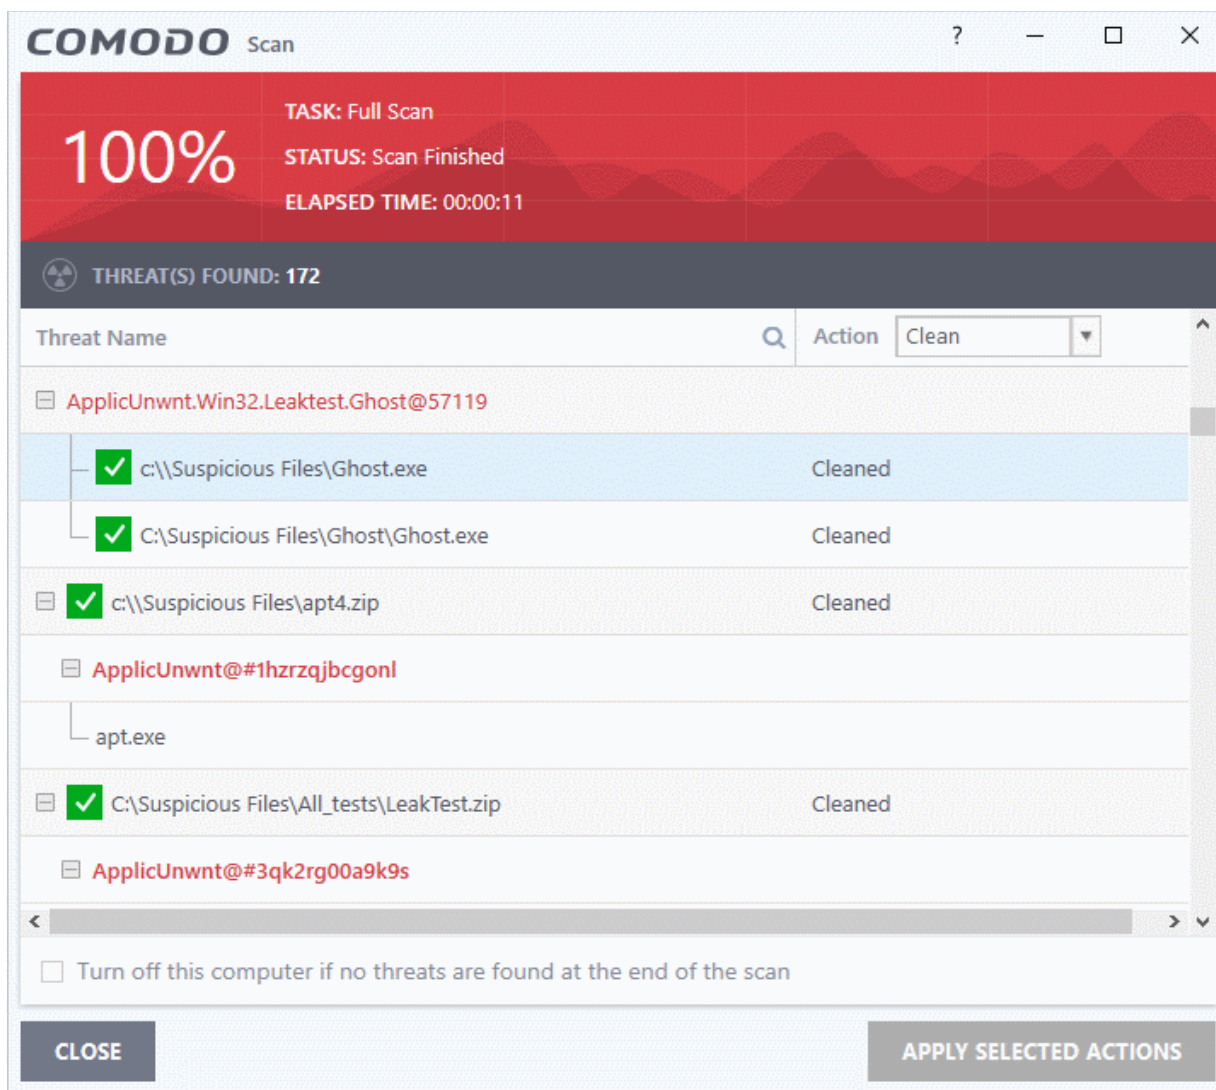 COMODO Scan ?
100%
TASK: Full Scan
STATUS: Scan Finished
ELAPSED TIME: 00:00:11
THREAT(S) FOUND: 172
Threat Name Action Clean
ApplicUnwnt.Win32.Leaktest.Ghost@57119
c:\\Suspicious Files\Ghost.exe Cleaned
C:\Suspicious Files\Ghost\Ghost.exe Cleaned
c:\\Suspicious Files\apt4.zip Cleaned
ApplicUnwnt@#1hzrzqjbcgonl
apt.exe
C:\Suspicious Files\All_tests\LeakTest.zip Cleaned
ApplicUnwnt@#3qk2rg00a9k9s
Turn off this computer if no threats are found at the end of the scan
CLOSE APPLY SELECTED ACTIONS